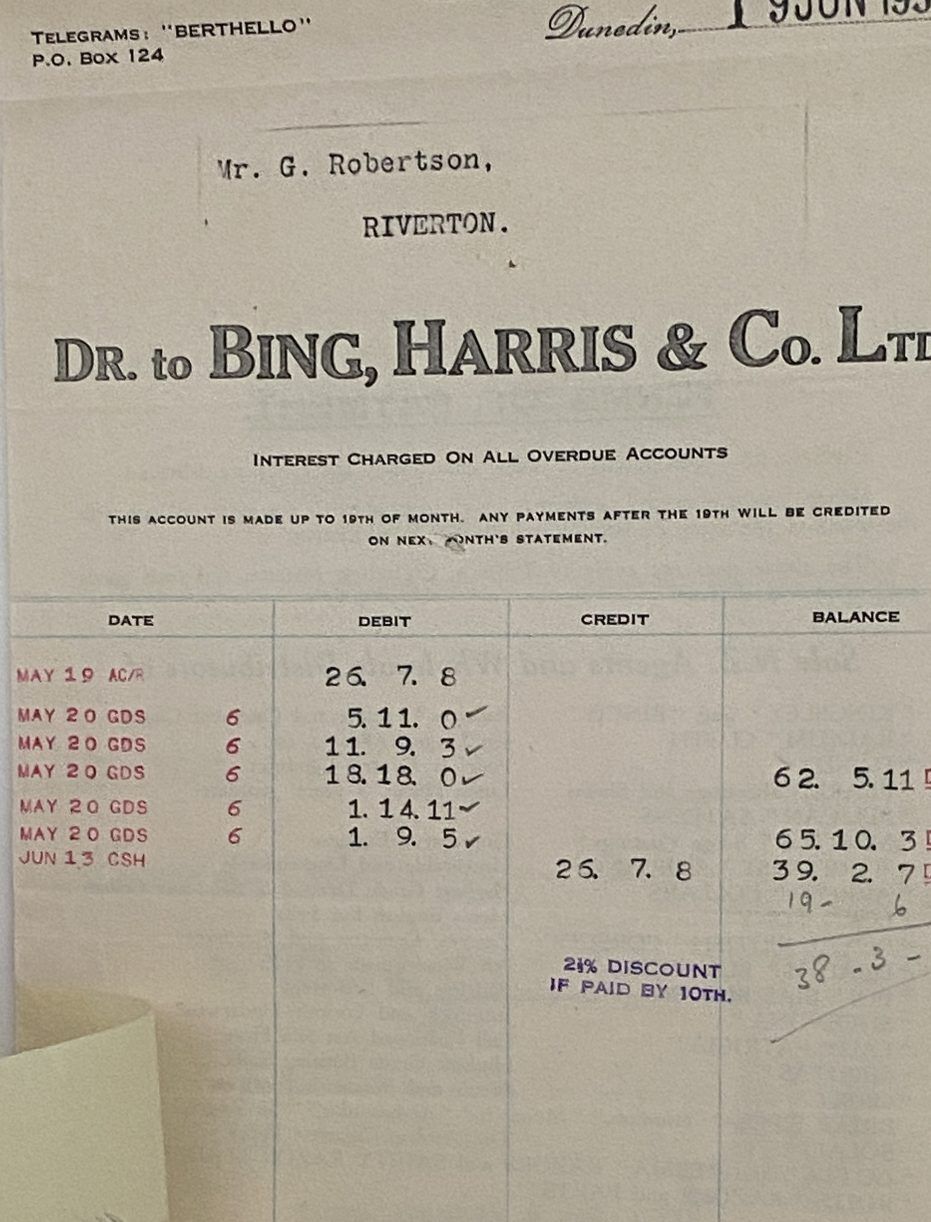 TELEGRAMS: "BERTHELLO"
P.O. BOX 124
Dunedin, 19 JUN 193
Mr. G. Robertson,
RIVERTON.
DR. to BING, HARRIS & CO. LTD
INTEREST CHARGED ON ALL OVERDUE ACCOUNTS
THIS ACCOUNT IS MADE UP TO 19TH OF MONTH. ANY PAYMENTS AFTER THE 19TH WILL BE CREDITED
ON NEXT MONTH'S STATEMENT.
DATE DEBIT CREDIT BALANCE
MAY 19 AC/R 26. 7. 8
MAY 20 GDS 6 5. 11. 0 ✓
MAY 20 GDS 6 11. 9. 3 ✓
MAY 20 GDS 6 18. 18. 0 ✓ 62. 5. 11
MAY 20 GDS 6 1. 14. 11 ✓
MAY 20 GDS 6 1. 9. 5 ✓ 65. 10. 3
JUN 13 CSH 26. 7. 8 39. 2. 7
19 - 6
38 . 3 -
2½% DISCOUNT
IF PAID BY 10TH.